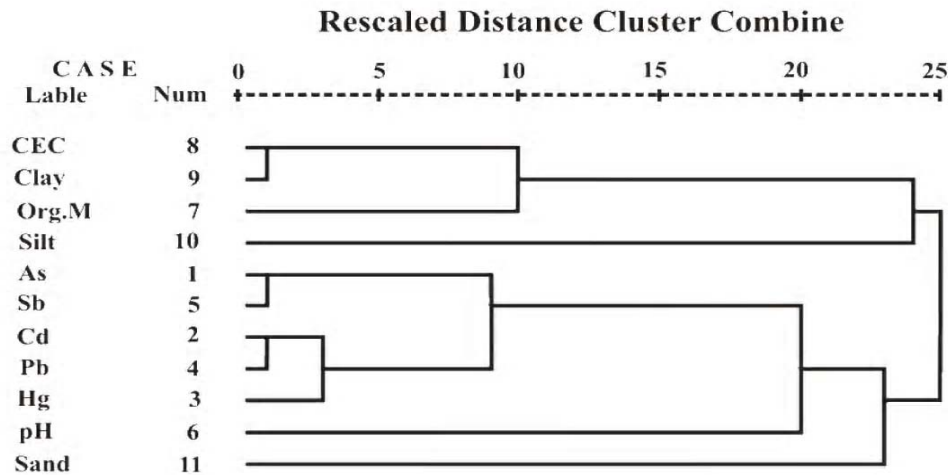 Rescaled Distance Cluster Combine
C A S E 0 5 10 15 20 25
Lable Num
CEC 8
Clay 9
Org.M 7
Silt 10
As 1
Sb 5
Cd 2
Pb 4
Hg 3
pH 6
Sand 11